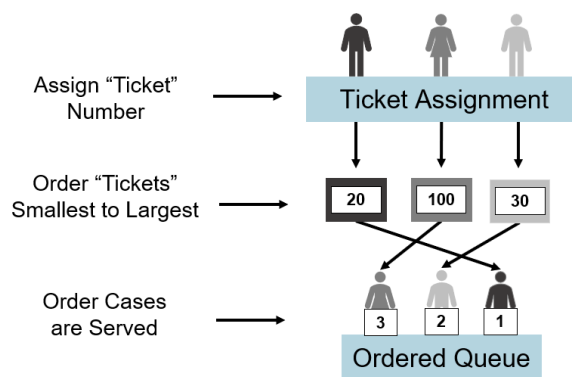 Assign “Ticket”
Number
Ticket Assignment
Order “Tickets”
Smallest to Largest
20
100
30
Order Cases
are Served
3
2
1
Ordered Queue